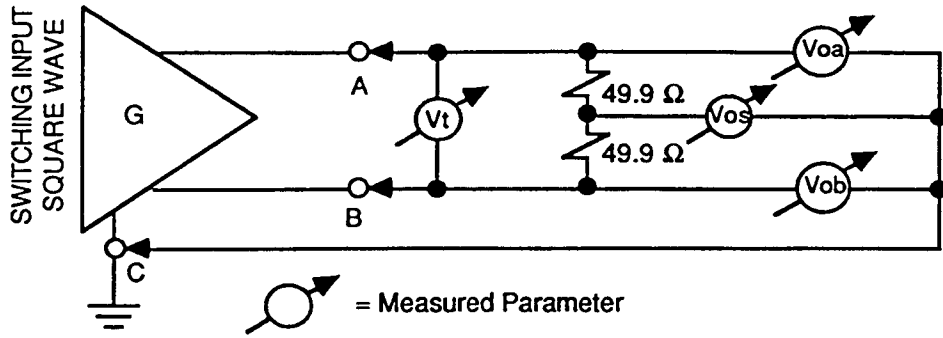 SWITCHING INPUT
SQUARE WAVE
G
A
B
C
Vt
49.9 Ω
49.9 Ω
Voa
Vos
Vob
= Measured Parameter